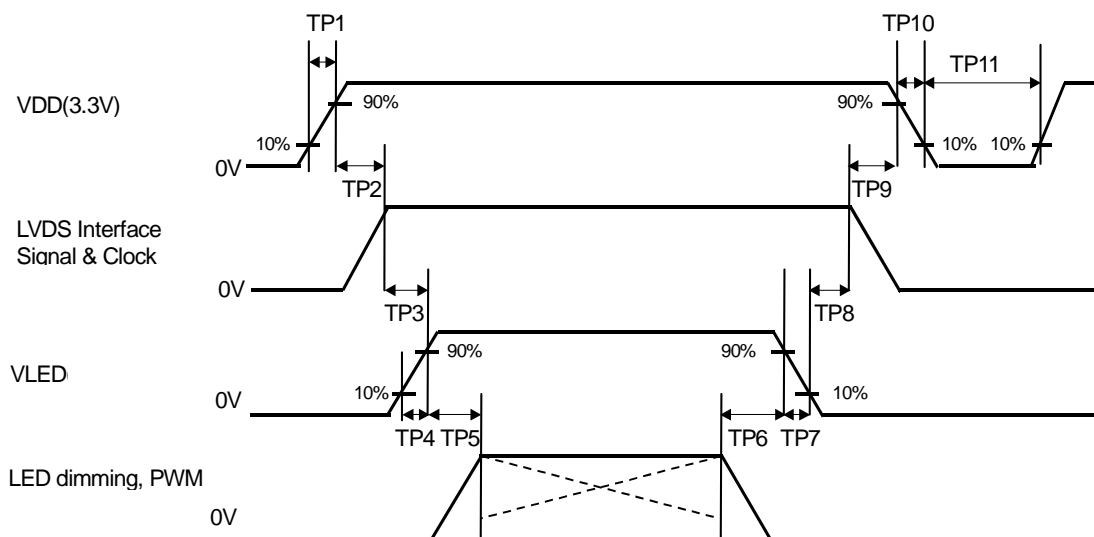 TP1
TP10
TP11
VDD(3.3V)
90%
90%
10%
10%
10%
0V
TP2
TP9
LVDS Interface
Signal & Clock
0V
TP3
TP8
90%
90%
VLED
10%
10%
0V
TP4
TP5
TP6
TP7
LED dimming, PWM
0V